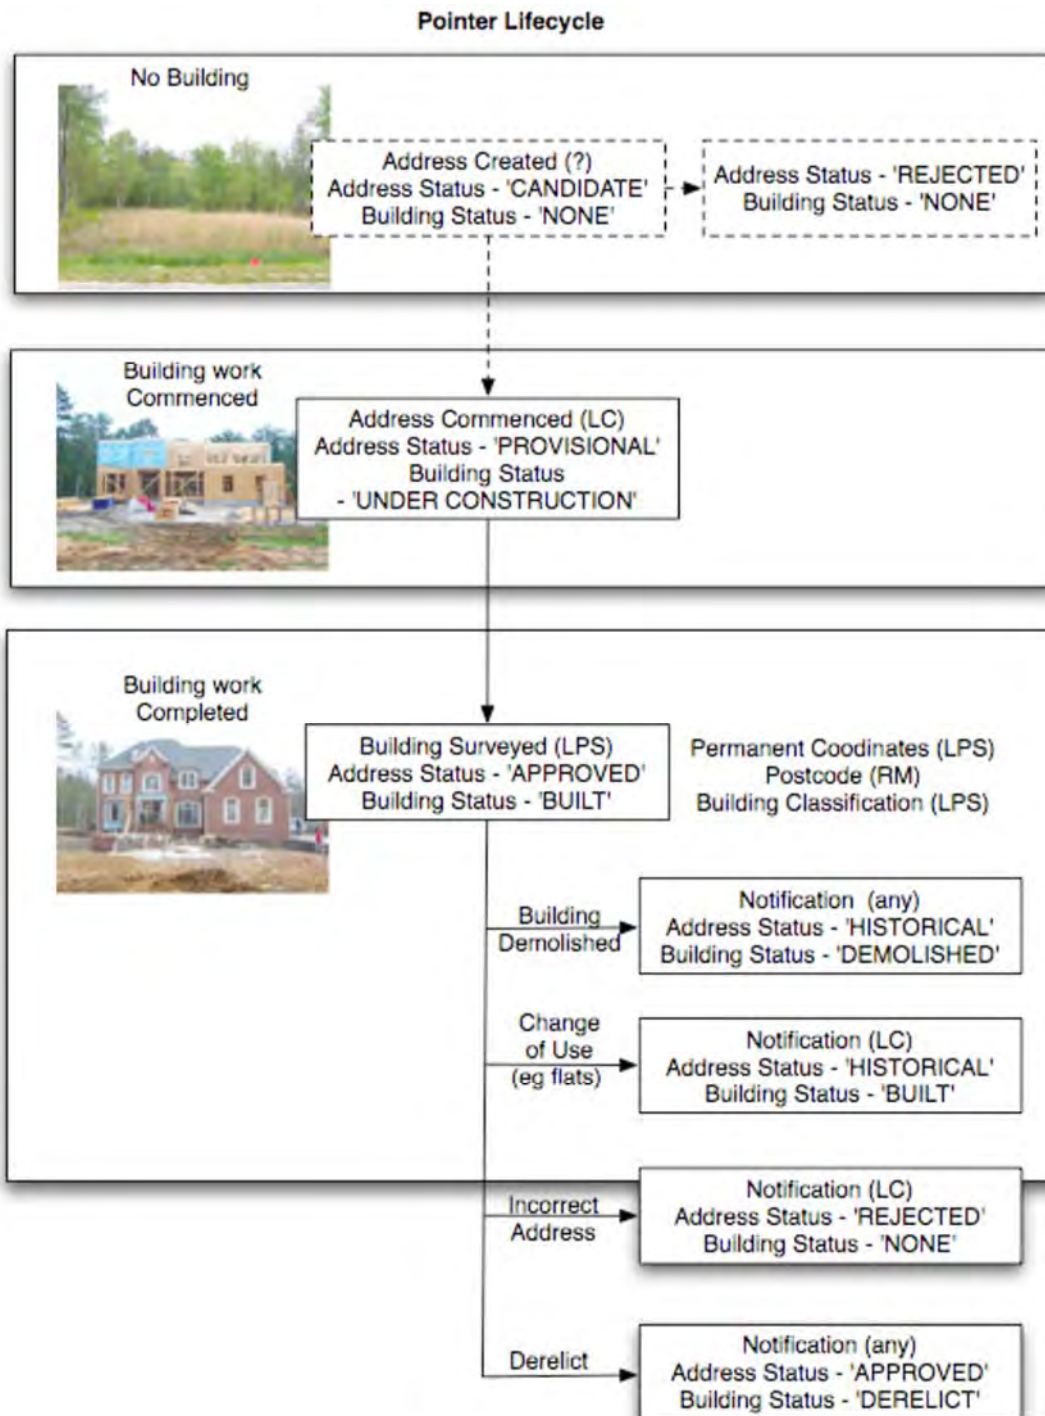 Pointer Lifecycle
No Building
Address Created (?)
Address Status - 'CANDIDATE'
Building Status - 'NONE'
Address Status - 'REJECTED'
Building Status - 'NONE'
Building work
Commenced
Address Commenced (LC)
Address Status - 'PROVISIONAL'
Building Status
- 'UNDER CONSTRUCTION'
Building work
Completed
Building Surveyed (LPS)
Address Status - 'APPROVED'
Building Status - 'BUILT'
Permanent Coodinates (LPS)
Postcode (RM)
Building Classification (LPS)
Building
Demolished
Notification (any)
Address Status - 'HISTORICAL'
Building Status - 'DEMOLISHED'
Change
of Use
(eg flats)
Notification (LC)
Address Status - 'HISTORICAL'
Building Status - 'BUILT'
Incorrect
Address
Notification (LC)
Address Status - 'REJECTED'
Building Status - 'NONE'
Derelict
Notification (any)
Address Status - 'APPROVED'
Building Status - 'DERELICT'